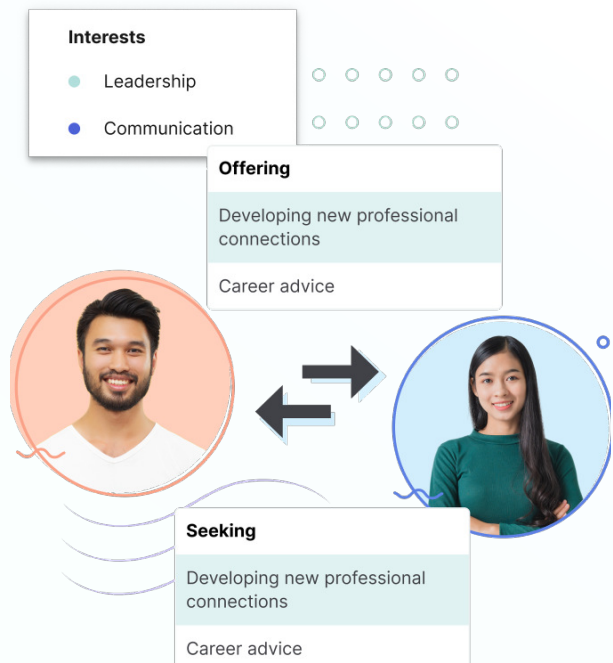 Interests
Leadership
Communication
Offering
Developing new professional
connections
Career advice
Seeking
Developing new professional
connections
Career advice